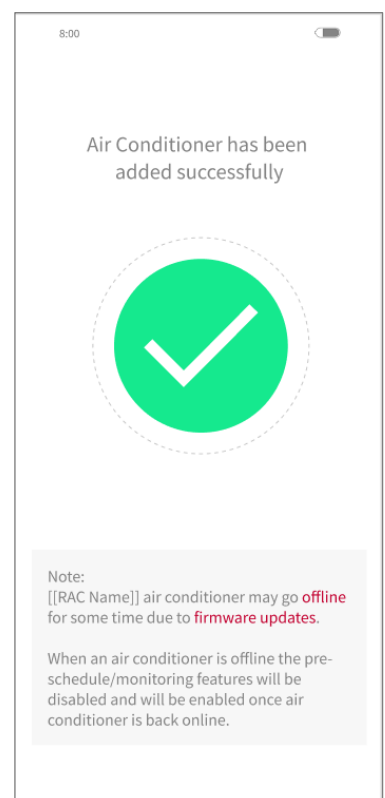 8:00
Air Conditioner has been
added successfully
Note:
[[RAC Name]] air conditioner may go offline
for some time due to firmware updates.
When an air conditioner is offline the pre-
schedule/monitoring features will be
disabled and will be enabled once air
conditioner is back online.